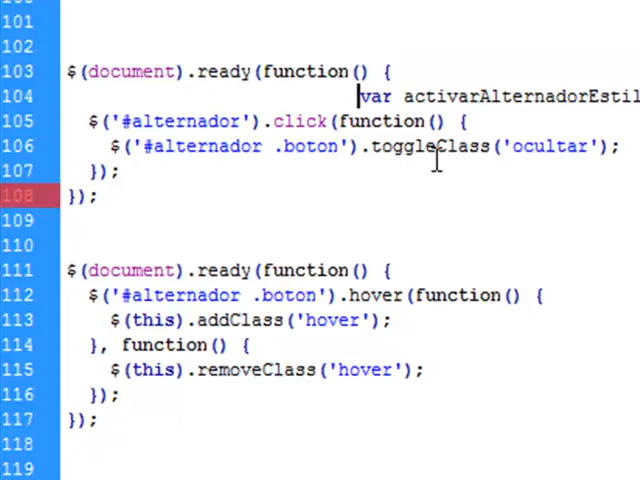 101
102
103 $(document).ready(function() {
104 var activarAlternadorEstil
105 $('#alternador').click(function() {
106 $('#alternador .boton').toggleClass('ocultar');
107 });
108 });
109
110
111 $(document).ready(function() {
112 $('#alternador .boton').hover(function() {
113 $(this).addClass('hover');
114 }, function() {
115 $(this).removeClass('hover');
116 });
117 });
118
119